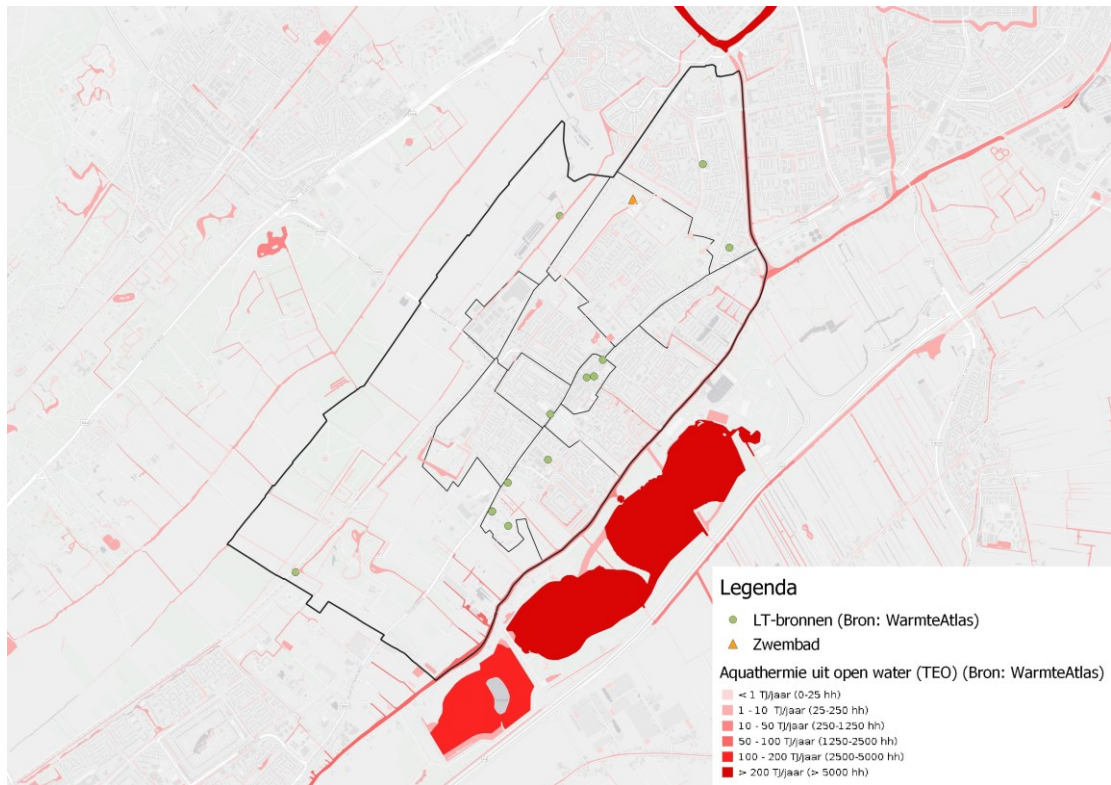 Legenda
LT-bronnen (Bron: WarmteAtlas)
Zwembad
Aquathermie uit open water (TEO) (Bron: WarmteAtlas)
< 1 TJ/jaar (0-25 hh)
1 - 10 TJ/jaar (25-250 hh)
10 - 50 TJ/jaar (250-1250 hh)
50 - 100 TJ/jaar (1250-2500 hh)
100 - 200 TJ/jaar (2500-5000 hh)
> 200 TJ/jaar (> 5000 hh)